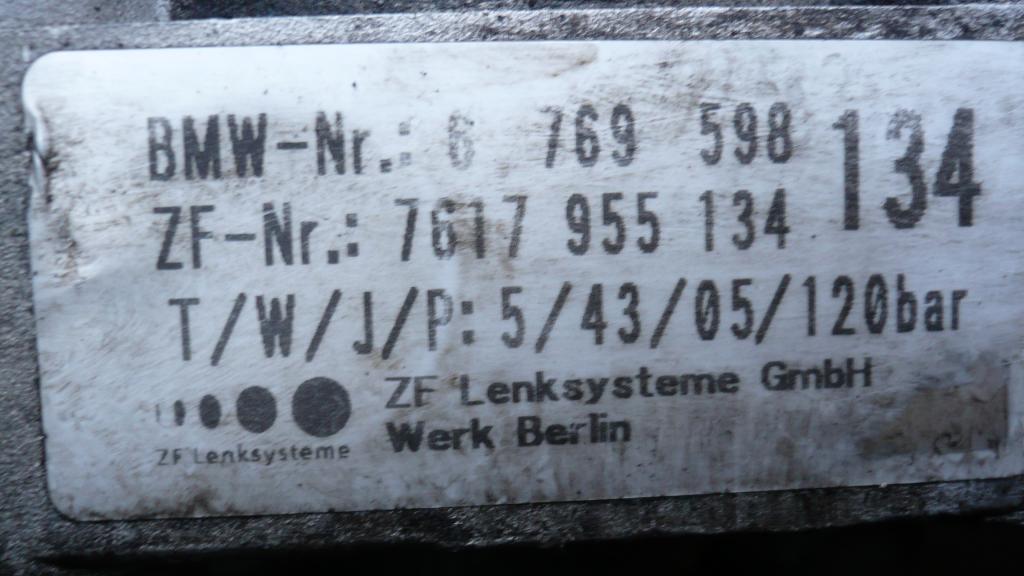 BMW-Nr.: 6 769 598 134
ZF-Nr.: 7617 955 134
T/W/J/P: 5/43/05/120bar
ZF Lenksysteme GmbH
Werk Berlin
ZF Lenksysteme